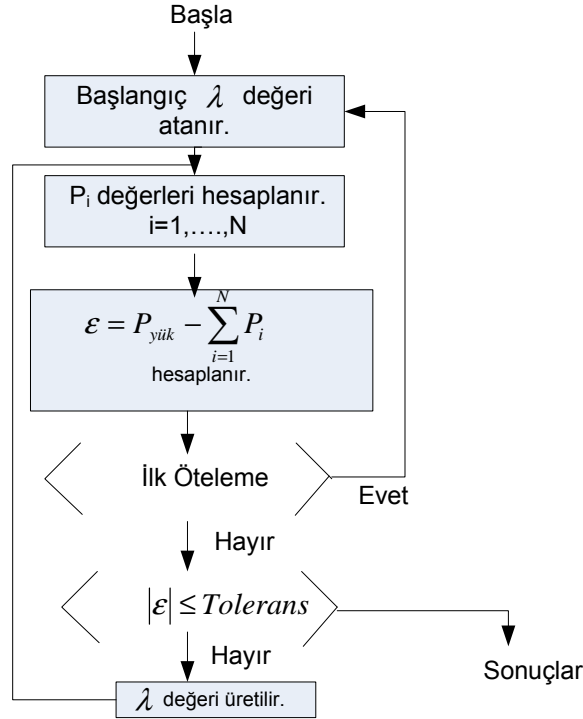 Başla
Başlangıç λ değeri
atanır.
Pi değerleri hesaplanır.
i=1,....,N
ε = Pyük − ∑ i=1 N Pi
hesaplanır.
İlk Öteleme
Evet
Hayır
|ε| ≤ Tolerans
Hayır
Sonuçlar
λ değeri üretilir.